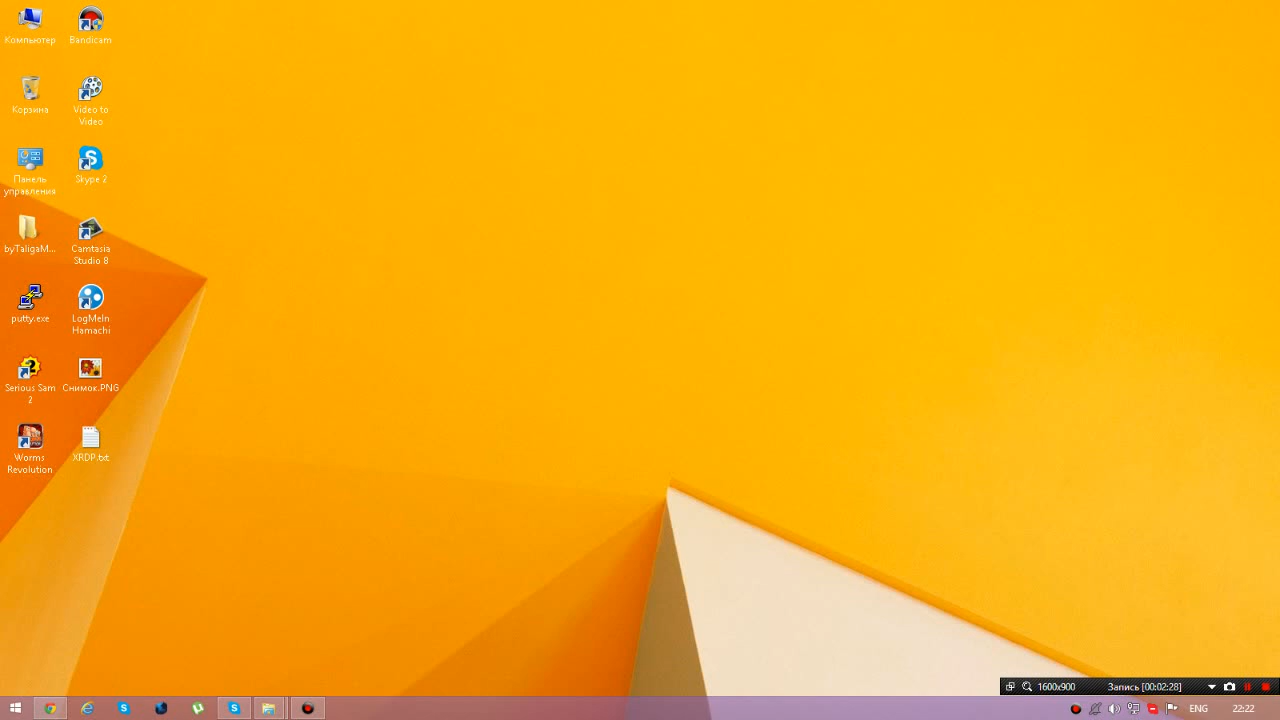 Компьютер
Bandicam
Корзина
Video to
Video
Панель
управления
Skype 2
byTaligaM...
Camtasia
Studio 8
putty.exe
LogMeIn
Hamachi
Serious Sam
2
Снимок.PNG
Worms
Revolution
XRDP.txt
1600x900
Запись [00:02:28]
ENG
22:22